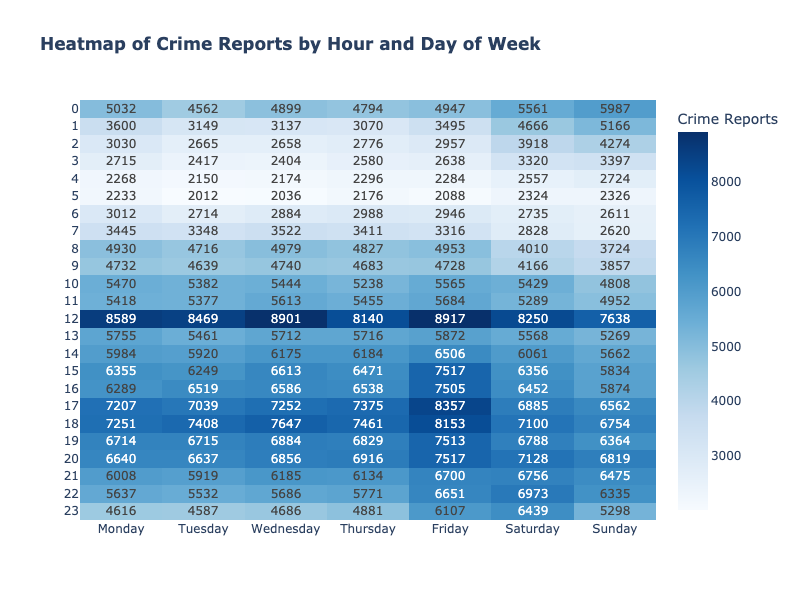 Heatmap of Crime Reports by Hour and Day of Week
0 5032 4562 4899 4794 4947 5561 5987
1 3600 3149 3137 3070 3495 4666 5166
2 3030 2665 2658 2776 2957 3918 4274
3 2715 2417 2404 2580 2638 3320 3397
4 2268 2150 2174 2296 2284 2557 2724
5 2233 2012 2036 2176 2088 2324 2326
6 3012 2714 2884 2988 2946 2735 2611
7 3445 3348 3522 3411 3316 2828 2620
8 4930 4716 4979 4827 4953 4010 3724
9 4732 4639 4740 4683 4728 4166 3857
10 5470 5382 5444 5238 5565 5429 4808
11 5418 5377 5613 5455 5684 5289 4952
12 8589 8469 8901 8140 8917 8250 7638
13 5755 5461 5712 5716 5872 5568 5269
14 5984 5920 6175 6184 6506 6061 5662
15 6355 6249 6613 6471 7517 6356 5834
16 6289 6519 6586 6538 7505 6452 5874
17 7207 7039 7252 7375 8357 6885 6562
18 7251 7408 7647 7461 8153 7100 6754
19 6714 6715 6884 6829 7513 6788 6364
20 6640 6637 6856 6916 7517 7128 6819
21 6008 5919 6185 6134 6700 6756 6475
22 5637 5532 5686 5771 6651 6973 6335
23 4616 4587 4686 4881 6107 6439 5298
Monday Tuesday Wednesday Thursday Friday Saturday Sunday
Crime Reports
8000
7000
6000
5000
4000
3000